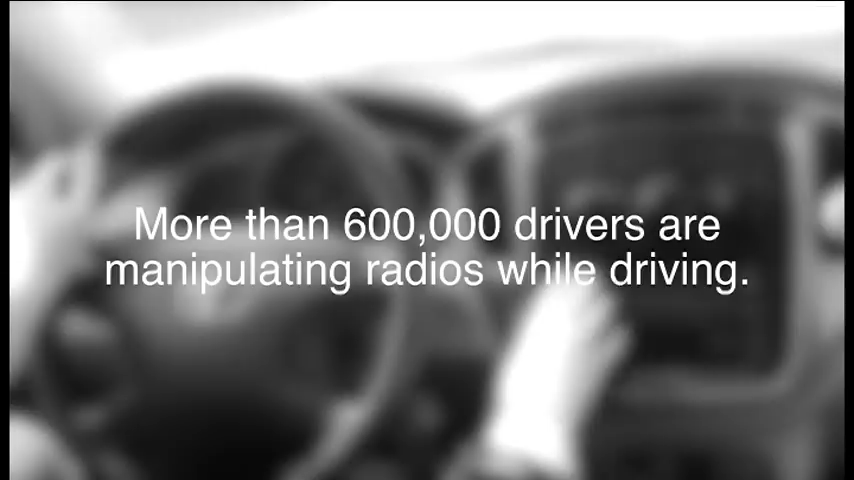 More than 600,000 drivers are
manipulating radios while driving.